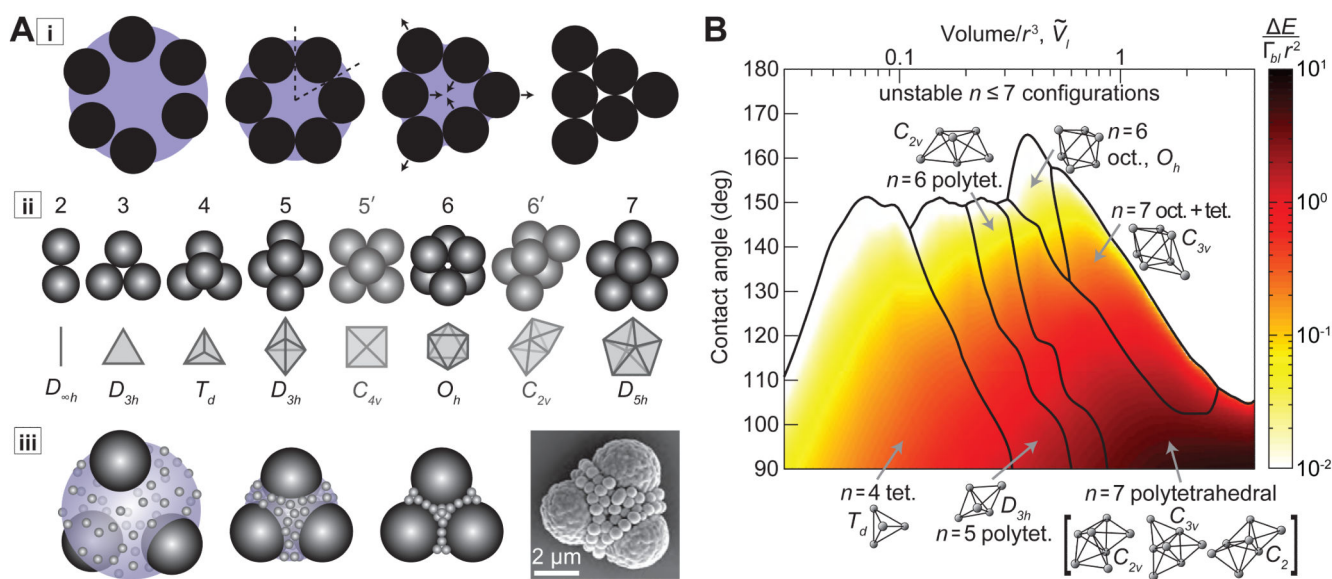 A i
ii
2 3 4 5 5′ 6 6′ 7
D∞h D3h Td D3h C4v Oh C2v D5h
iii
2 µm
B
Volume/r³, Ṽl
0.1 1
ΔE
Γbl r²
180
170
160
150
140
130
120
110
100
90
Contact angle (deg)
unstable n ≤ 7 configurations
C2v
n = 6
oct., Oh
n = 6 polytet.
n = 7 oct. + tet.
C3v
n = 4 tet.
Td
D3h
n = 5 polytet.
n = 7 polytetrahedral
C2v
C3v
C2
10¹
10⁰
10⁻¹
10⁻²